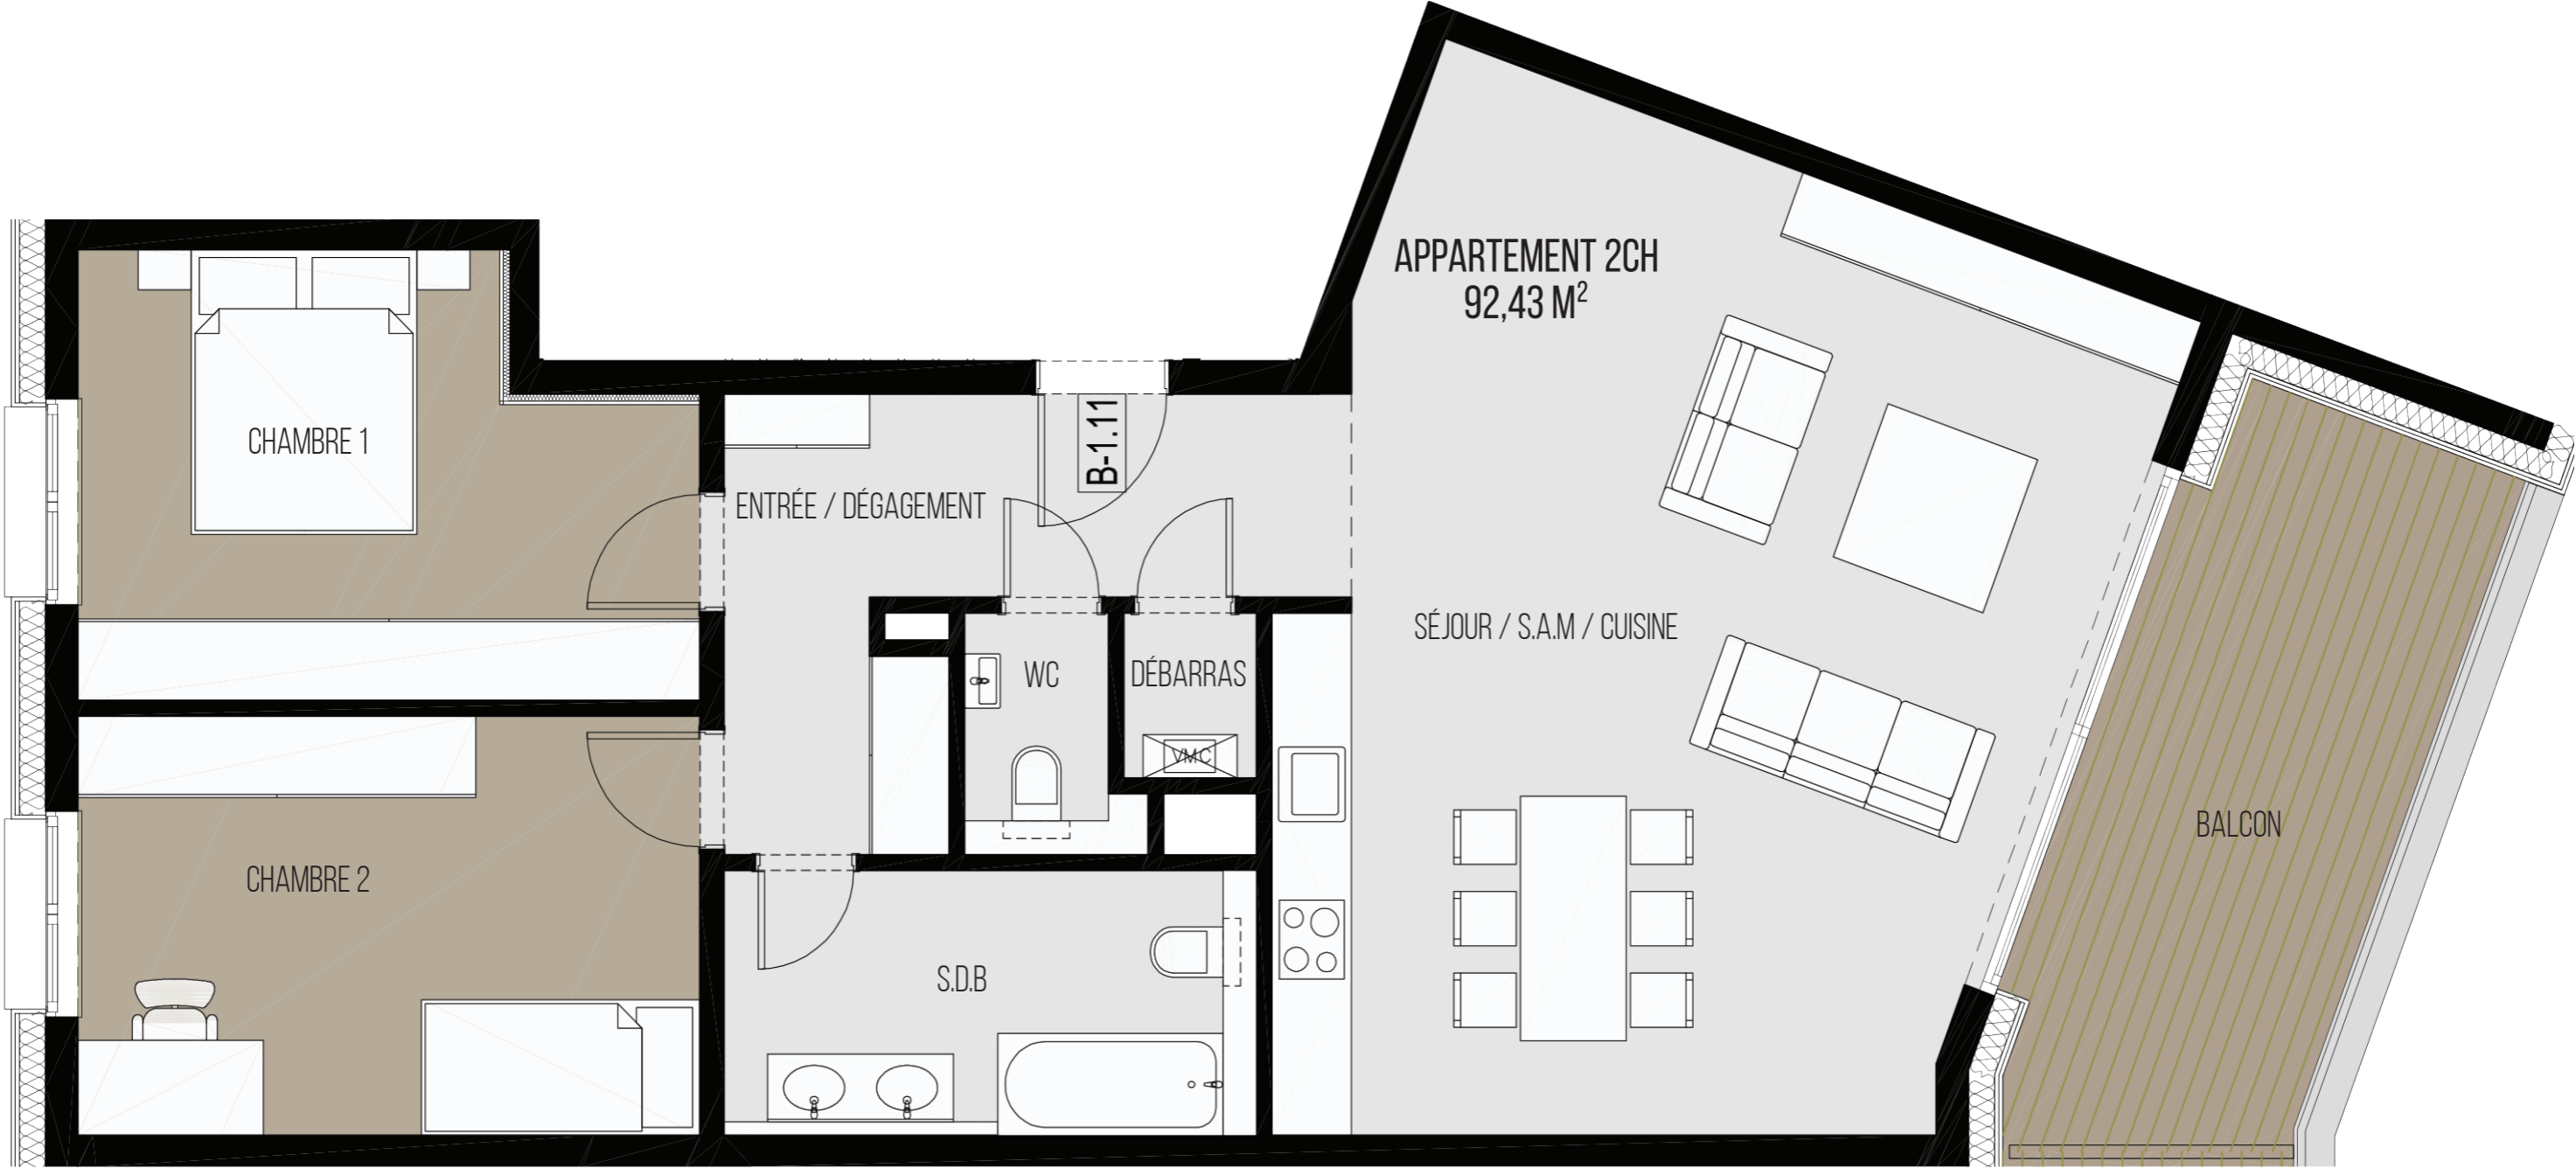 APPARTEMENT 2CH
92,43 M²
CHAMBRE 1
B-1.11
ENTRÉE / DÉGAGEMENT
SÉJOUR / S.A.M / CUISINE
WC
DÉBARRAS
VMC
BALCON
CHAMBRE 2
S.D.B